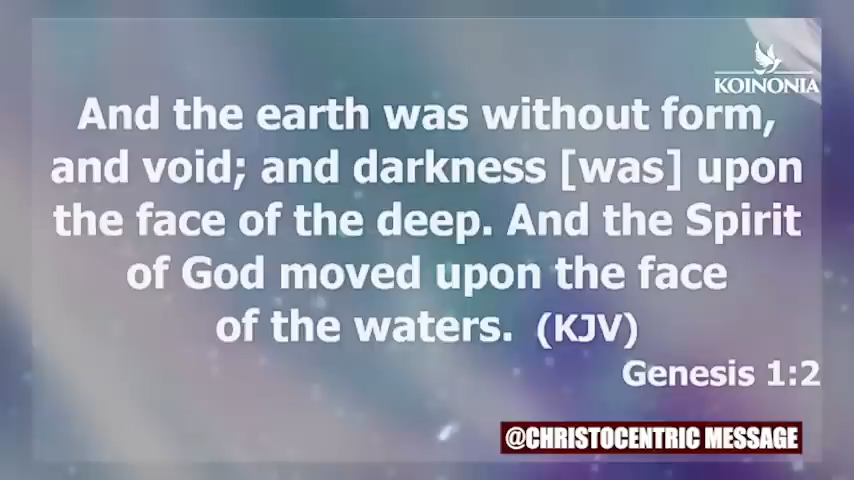 KOINONIA
And the earth was without form,
and void; and darkness [was] upon
the face of the deep. And the Spirit
of God moved upon the face
of the waters. (KJV)
Genesis 1:2
@CHRISTOCENTRIC MESSAGE